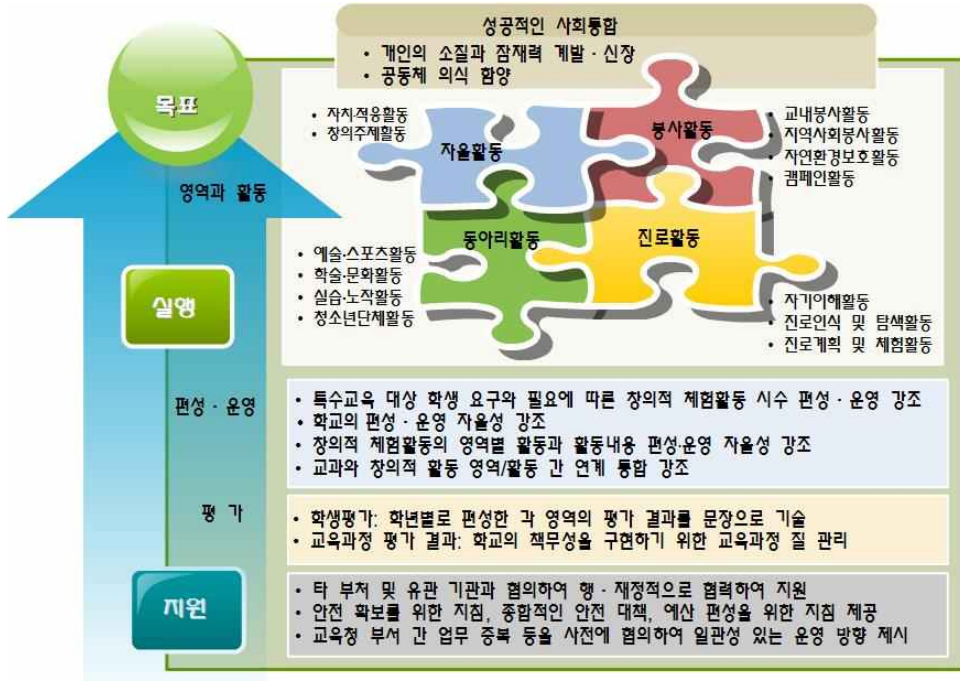 성공적인 사회통합
• 개인의 소질과 잠재력 계발 · 신장
• 공동체 의식 함양
목표
• 자치·적응활동
• 창의주제활동
자율활동
봉사활동
• 교내봉사활동
• 지역사회봉사활동
• 자연환경보호활동
• 캠페인활동
영역과 활동
동아리활동
진로활동
• 예술·스포츠활동
• 학술·문화활동
• 실습·노작활동
• 청소년단체활동
• 자기이해활동
• 진로인식 및 탐색활동
• 진로계획 및 체험활동
실행
편성 · 운영
• 특수교육 대상 학생 요구와 필요에 따른 창의적 체험활동 시수 편성 · 운영 강조
• 학교의 편성 · 운영 자율성 강조
• 창의적 체험활동의 영역별 활동과 활동내용 편성·운영 자율성 강조
• 교과와 창의적 활동 영역/활동 간 연계 통합 강조
평 가
• 학생평가: 학년별로 편성한 각 영역의 평가 결과를 문장으로 기술
• 교육과정 평가 결과: 학교의 책무성을 구현하기 위한 교육과정 질 관리
지원
• 타 부처 및 유관 기관과 협의하여 행 · 재정적으로 협력하여 지원
• 안전 확보를 위한 지침, 종합적인 안전 대책, 예산 편성을 위한 지침 제공
• 교육청 부서 간 업무 중복 등을 사전에 협의하여 일관성 있는 운영 방향 제시